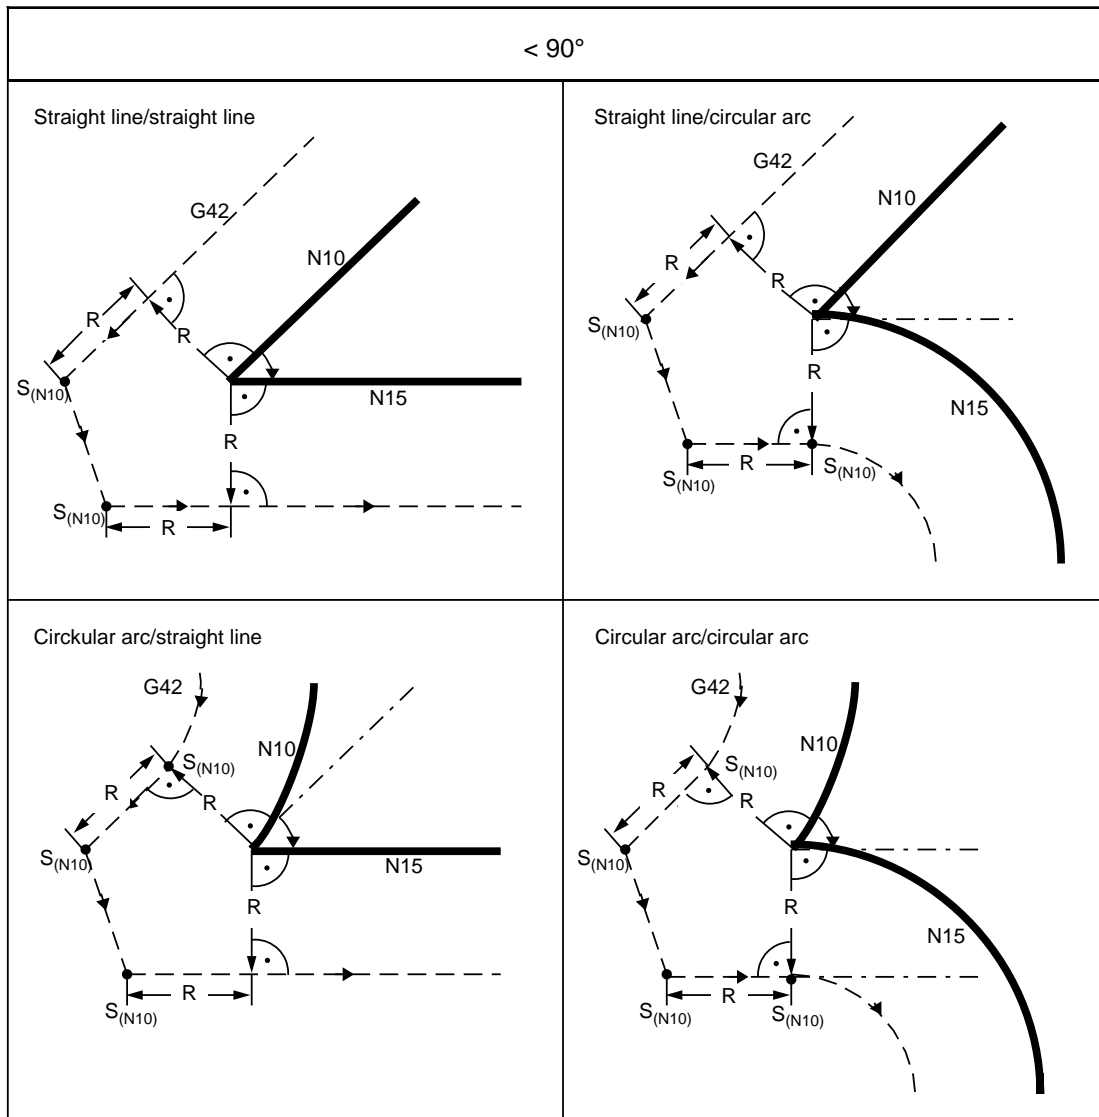 < 90°
Straight line/straight line
G42
N10
R
R
S(N10)
N15
R
S(N10)
R
Straight line/circular arc
G42
N10
R
R
S(N10)
R
N15
R
S(N10)
S(N10)
Cirkular arc/straight line
G42
N10
S(N10)
R
R
S(N10)
N15
R
R
S(N10)
Circular arc/circular arc
G42
N10
S(N10)
R
R
S(N10)
R
N15
R
S(N10)
S(N10)